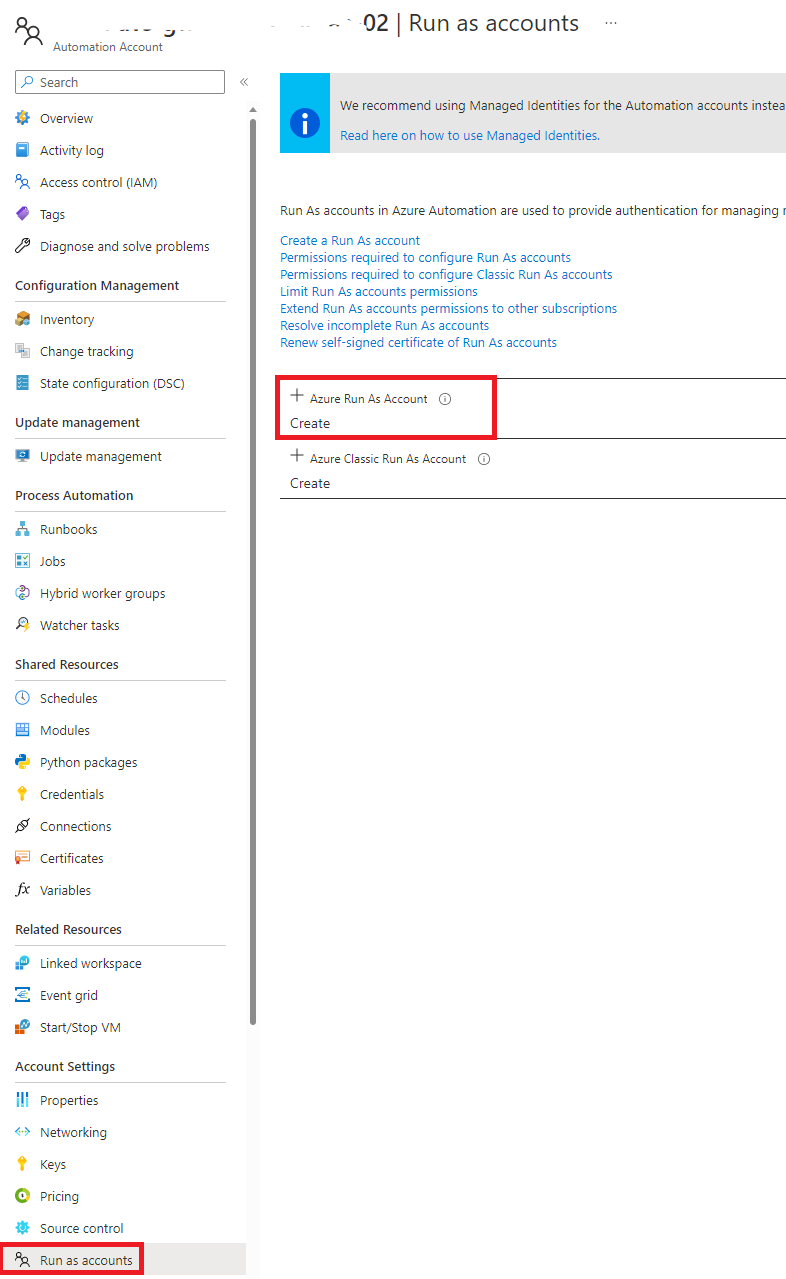 02 | Run as accounts ...
Automation Account
Search «
Overview
Activity log
Access control (IAM)
Tags
Diagnose and solve problems
Configuration Management
Inventory
Change tracking
State configuration (DSC)
Update management
Update management
Process Automation
Runbooks
Jobs
Hybrid worker groups
Watcher tasks
Shared Resources
Schedules
Modules
Python packages
Credentials
Connections
Certificates
Variables
Related Resources
Linked workspace
Event grid
Start/Stop VM
Account Settings
Properties
Networking
Keys
Pricing
Source control
Run as accounts
We recommend using Managed Identities for the Automation accounts instea
Read here on how to use Managed Identities.
Run As accounts in Azure Automation are used to provide authentication for managing
Create a Run As account
Permissions required to configure Run As accounts
Permissions required to configure Classic Run As accounts
Limit Run As accounts permissions
Extend Run As accounts permissions to other subscriptions
Resolve incomplete Run As accounts
Renew self-signed certificate of Run As accounts
Azure Run As Account
Create
Azure Classic Run As Account
Create